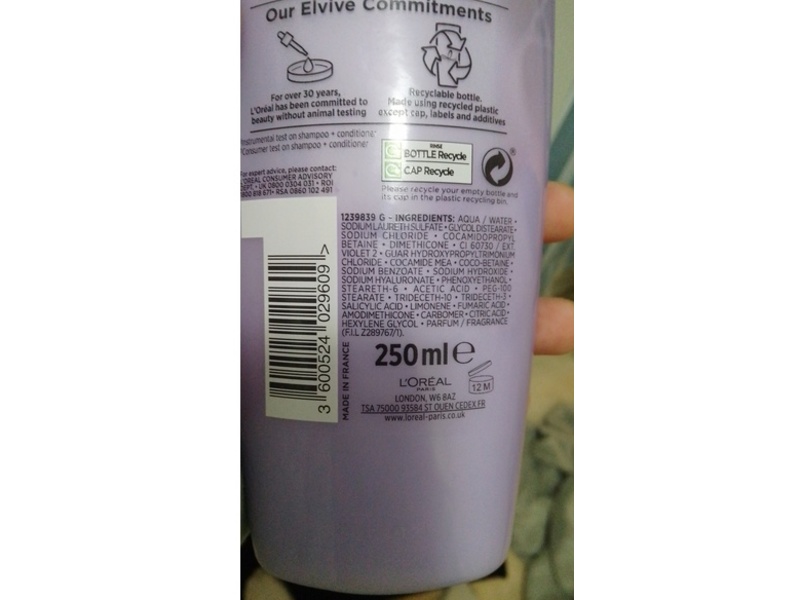 Our Elvive Commitments
For over 30 years,
L'Oréal has been committed to
beauty without animal testing
Recyclable bottle.
Made using recycled plastic
except cap, labels and additives
*Instrumental test on shampoo + conditioner
*Consumer test on shampoo + conditioner
For expert advice, please contact:
L'OREAL CONSUMER ADVISORY
DEPT. • UK 0800 0304 031 • ROI
1800 818 671 • RSA 0860 102 491
RINSE
BOTTLE Recycle
CAP Recycle
Please recycle your empty bottle and
its cap in the plastic recycling bin.
1239839 G - INGREDIENTS: AQUA / WATER •
SODIUM LAURETH SULFATE • GLYCOL DISTEARATE •
SODIUM CHLORIDE • COCAMIDOPROPYL
BETAINE • DIMETHICONE • CI 60730 / EXT.
VIOLET 2 • GUAR HYDROXYPROPYLTRIMONIUM
CHLORIDE • COCAMIDE MEA • COCO-BETAINE •
SODIUM BENZOATE • SODIUM HYDROXIDE •
SODIUM HYALURONATE • PHENOXYETHANOL •
STEARETH-6 • ACETIC ACID • PEG-100
STEARATE • TRIDECETH-10 • TRIDECETH-3 •
SALICYLIC ACID • LIMONENE • FUMARIC ACID •
AMODIMETHICONE • CARBOMER • CITRIC ACID •
HEXYLENE GLYCOL • PARFUM / FRAGRANCE
(F.I.L Z289767/1).
3 600524 029609 >
MADE IN FRANCE
250 ml e
12 M
L'ORÉAL
PARIS
LONDON, W6 8AZ
TSA 75000 93584 ST OUEN CEDEX FR
www.loreal-paris.co.uk